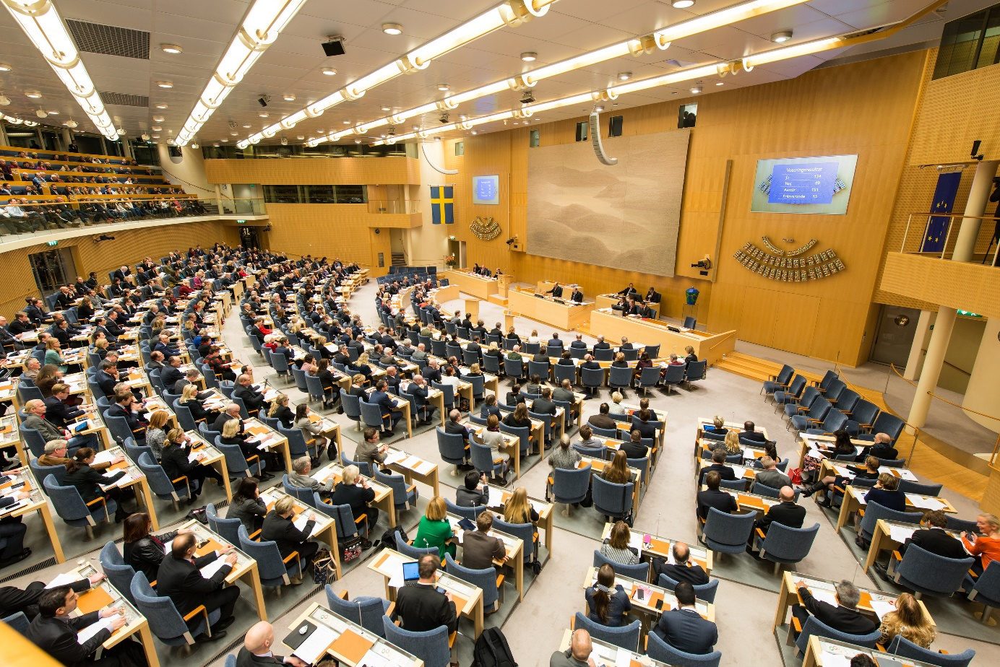 Voteringsresultat
Ja 134
Nej 49
Avstår 151
Frånvarande 15